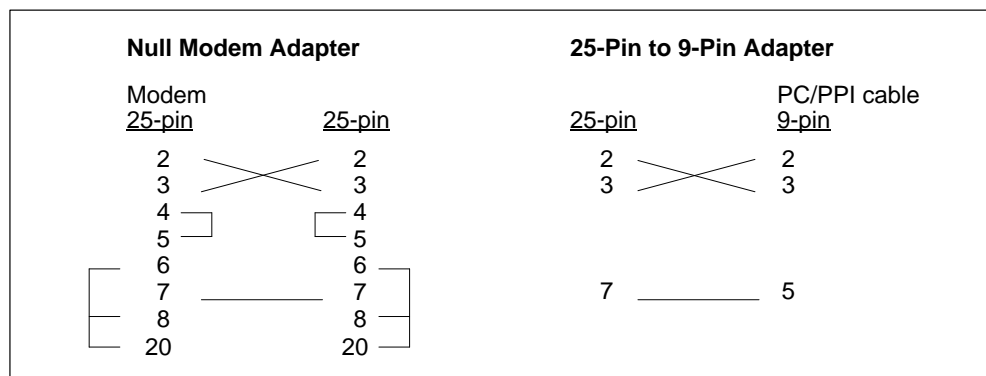 Null Modem Adapter 25-Pin to 9-Pin Adapter
Modem PC/PPI cable
25-pin 25-pin 25-pin 9-pin
2 2 2 2
3 3 3 3
4 4
5 5
6 6
7 7 7 5
8 8
20 20